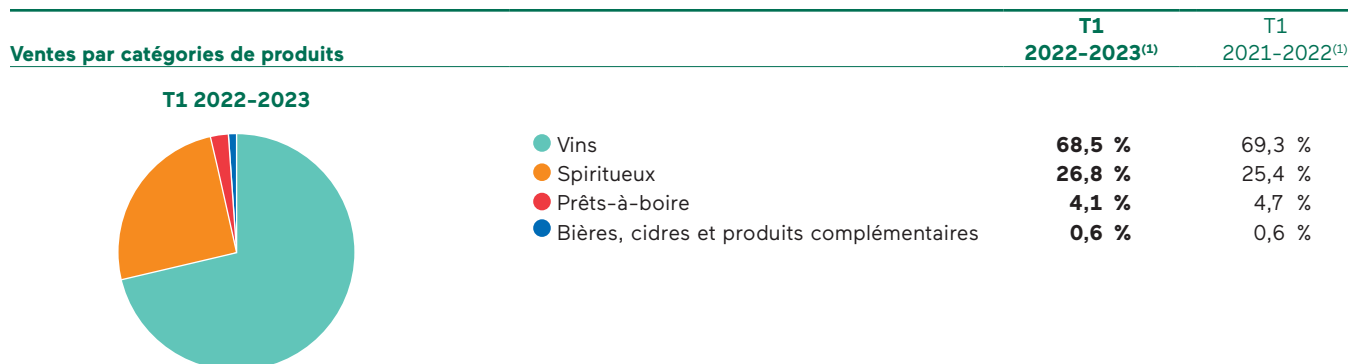 T1 T1
Ventes par catégories de produits 2022-2023(1) 2021-2022(1)
T1 2022-2023
Vins 68,5 % 69,3 %
Spiritueux 26,8 % 25,4 %
Prêts-à-boire 4,1 % 4,7 %
Bières, cidres et produits complémentaires 0,6 % 0,6 %